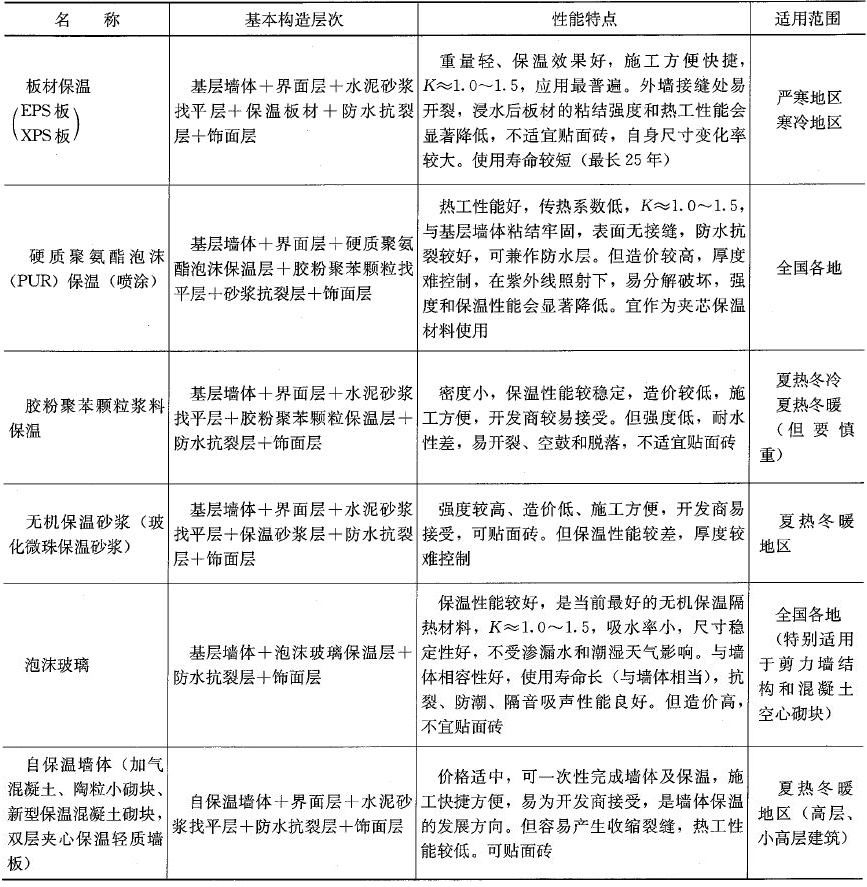 名 称 基本构造层次 性能特点 适用范围
板材保温
(EPS板
XPS板)
基层墙体＋界面层＋水泥砂浆
找平层＋保温板材＋防水抗裂
层＋饰面层
重量轻、保温效果好，施工方便快捷，
K≈1.0～1.5，应用最普遍。外墙接缝处易
开裂，浸水后板材的粘结强度和热工性能会
显著降低，不适宜贴面砖，自身尺寸变化率
较大。使用寿命较短（最长25年）
严寒地区
寒冷地区
硬质聚氨酯泡沫
（PUR）保温（喷涂）
基层墙体＋界面层＋硬质聚氨
酯泡沫保温层＋胶粉聚苯颗粒找
平层＋砂浆抗裂层＋饰面层
热工性能好，传热系数低，K≈1.0～1.5，
与基层墙体粘结牢固，表面无接缝，防水抗
裂较好，可兼作防水层。但造价较高，厚度
难控制，在紫外线照射下，易分解破坏，强
度和保温性能会显著降低。宜作为夹芯保温
材料使用
全国各地
胶粉聚苯颗粒浆料
保温
基层墙体＋界面层＋水泥砂浆
找平层＋胶粉聚苯颗粒保温层＋
防水抗裂层＋饰面层
密度小，保温性能较稳定，造价较低，施
工方便，开发商较易接受。但强度低，耐水
性差，易开裂、空鼓和脱落，不适宜贴面砖
夏热冬冷
夏热冬暖
（但要慎
重）
无机保温砂浆（玻
化微珠保温砂浆）
基层墙体＋界面层＋水泥砂浆
找平层＋保温砂浆层＋防水抗裂
层＋饰面层
强度较高、造价低、施工方便，开发商易
接受，可贴面砖。但保温性能较差，厚度较
难控制
夏热冬暖
地区
泡沫玻璃
基层墙体＋泡沫玻璃保温层＋
防水抗裂层＋饰面层
保温性能较好，是当前最好的无机保温隔
热材料，K≈1.0～1.5，吸水率小，尺寸稳
定性好，不受渗漏水和潮湿天气影响。与墙
体相容性好，使用寿命长（与墙体相当），抗
裂、防潮、隔音吸声性能良好。但造价高，
不宜贴面砖
全国各地
（特别适用
于剪力墙结
构和混凝土
空心砌块）
自保温墙体（加气
混凝土、陶粒小砌块、
新型保温混凝土砌块，
双层夹心保温轻质墙
板）
自保温墙体＋界面层＋水泥砂
浆找平层＋防水抗裂层＋饰面层
价格适中，可一次性完成墙体及保温，施
工快捷方便，易为开发商接受，是墙体保温
的发展方向。但容易产生收缩裂缝，热工性
能较低。可贴面砖
夏热冬暖
地区（高层、
小高层建筑）